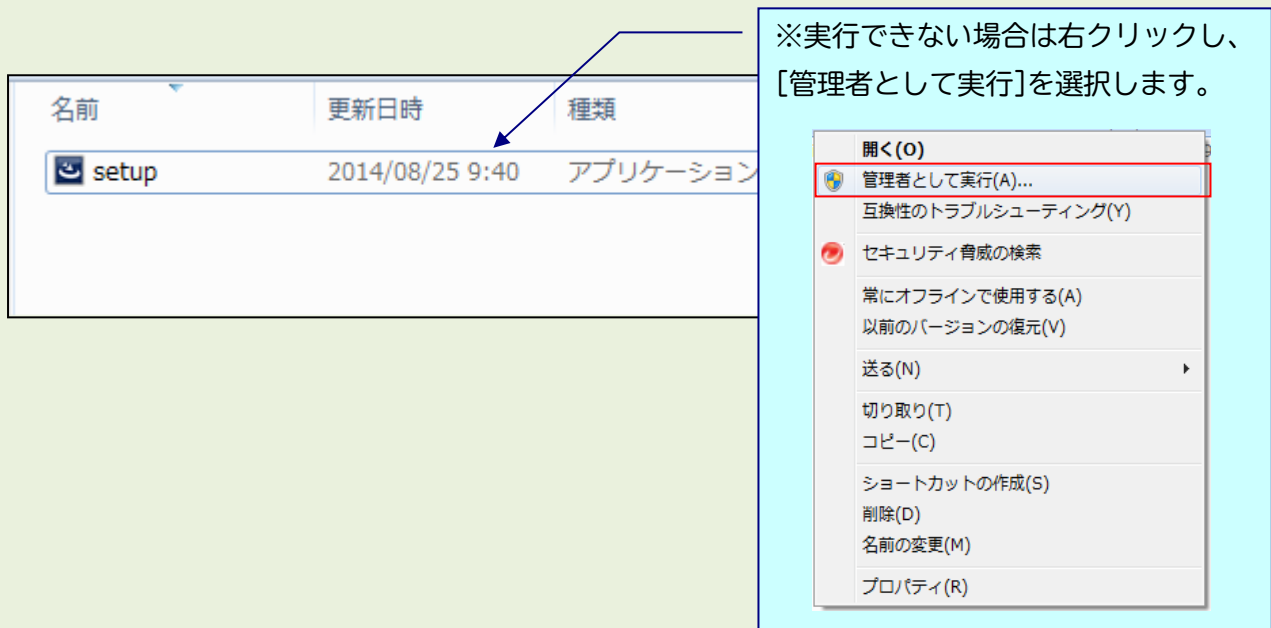 ※実行できない場合は右クリックし、
[管理者として実行]を選択します。
名前 更新日時 種類
setup 2014/08/25 9:40 アプリケーション
開く(O)
管理者として実行(A)...
互換性のトラブルシューティング(Y)
セキュリティ脅威の検索
常にオフラインで使用する(A)
以前のバージョンの復元(V)
送る(N)
切り取り(T)
コピー(C)
ショートカットの作成(S)
削除(D)
名前の変更(M)
プロパティ(R)